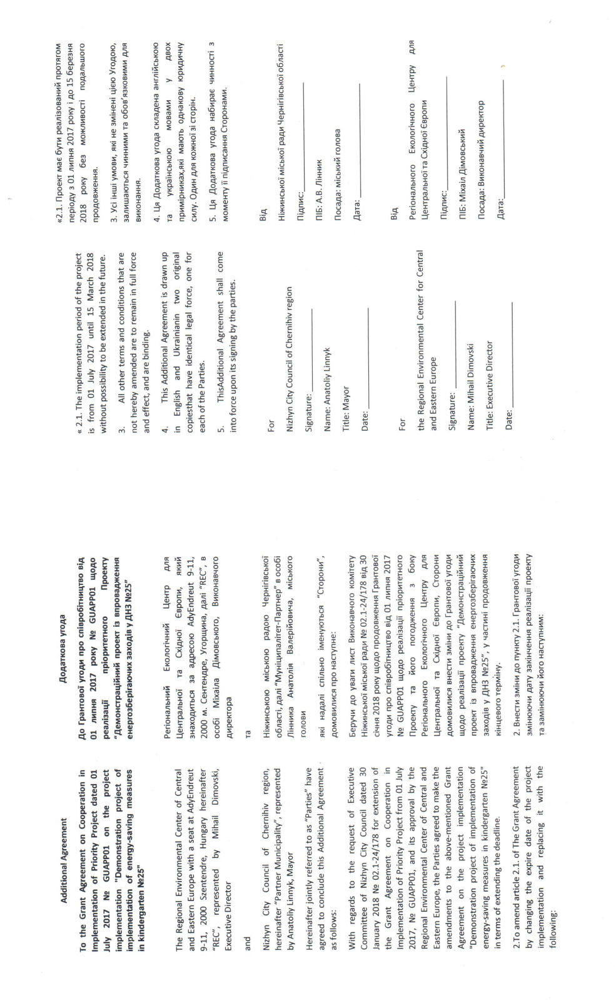 Additional Agreement
To the Grant Agreement on Cooperation in
Implementation of Priority Project dated 01
July 2017 № GUAPP01 on the project
implementation "Demonstration project of
implementation of energy-saving measures
in kindergarten №25"
The Regional Environmental Center of Central
and Eastern Europe with a seat at AdyEndreut
9-11, 2000 Szentendre, Hungary hereinafter
"REC", represented by Mihail Dimovski,
Executive Director
and
Nizhyn City Council of Chernihiv region,
hereinafter "Partner Municipality", represented
by Anatoliy Linnyk, Mayor
Hereinafter jointly referred to as "Parties" have
agreed to conclude this Additional Agreement
as follows:
With regards to the request of Executive
Committee of Nizhyn City Council dated 30
January 2018 № 02.1-24/178 for extension of
the Grant Agreement on Cooperation in
Implementation of Priority Project from 01 July
2017, № GUAPP01, and its approval by the
Regional Environmental Center of Central and
Eastern Europe, the Parties agreed to make the
amendments to the above-mentioned Grant
Agreement on the project implementation
"Demonstration project of implementation of
energy-saving measures in kindergarten №25"
in terms of extending the deadline.
2.To amend article 2.1. of The Grant Agreement
by changing the expire date of the project
implementation and replacing it with the
following:
Додаткова угода
До Грантової угоди про співробітництво від
01 липня 2017 року № GUAPP01 щодо
реалізації пріоритетного Проекту
"Демонстраційний проект із впровадження
енергозберігаючих заходів у ДНЗ №25"
Регіональний Екологічний Центр для
Центральної та Східної Європи, який
знаходиться за адресою AdyEndreut 9-11,
2000 м. Сентендре, Угорщина, далі "REC", в
особі Міхаіла Дімовського, Виконавчого
директора
та
Ніжинською міською радою Чернігівської
області, далі "Муніципалітет-Партнер" в особі
Лінника Анатолія Валерійовича, міського
голови
які надалі спільно іменуються "Сторони",
домовилися про наступне:
Беручи до уваги лист Виконавчого комітету
Ніжинської міської ради № 02.1-24/178 від 30
січня 2018 року щодо продовження Грантової
угоди про співробітництво від 01 липня 2017
№ GUAPP01 щодо реалізації пріоритетного
Проекту та його погодження з боку
Регіонального Екологічного Центру для
Центральної та Східної Європи, Сторони
домовилися внести зміни до Грантової угоди
щодо реалізації проекту "Демонстраційний
проект із впровадження енергозберігаючих
заходів у ДНЗ №25", у частині продовження
кінцевого терміну.
2. Внести зміни до пункту 2.1. Грантової угоди
змінюючи дату закінчення реалізації проекту
та замінюючи його наступним:
« 2.1. The implementation period of the project
is from 01 July 2017 until 15 March 2018
without possibility to be extended in the future.
3. All other terms and conditions that are
not hereby amended are to remain in full force
and effect, and are binding.
4. This Additional Agreement is drawn up
in English and Ukrainianin two original
copiesthat have identical legal force, one for
each of the Parties.
5. ThisAdditional Agreement shall come
into force upon its signing by the parties.
For
Nizhyn City Council of Chernihiv region
Signature: ____________________
Name: Anatoliy Linnyk
Title: Mayor
Date: ____________________
For
the Regional Environmental Center for Central
and Eastern Europe
Signature: ____________________
Name: Mihail Dimovski
Title: Executive Director
Date: ____________________
«2.1. Проект має бути реалізований протягом
періоду з 01 липня 2017 року і до 15 березня
2018 року без можливості подальшого
продовження.
3. Усі інші умови, які не змінені цією Угодою,
залишаються чинними та обов'язковими для
виконання.
4. Ця Додаткова угода складена англійською
та українською мовами у двох
примірниках,які мають однакову юридичну
силу. Один для кожної зі сторін.
5. Ця Додаткова угода набирає чинності з
моменту її підписання Сторонами.
Від
Ніжинської міської ради Чернігівської області
Підпис:____________________
ПІБ: А.В. Лінник
Посада: міський голова
Дата: ____________________
Від
Регіонального Екологічного Центру для
Центральної та Східної Європи
Підпис:____________________
ПІБ: Міхаіл Дімовський
Посада: Виконавчий директор
Дата:____________________